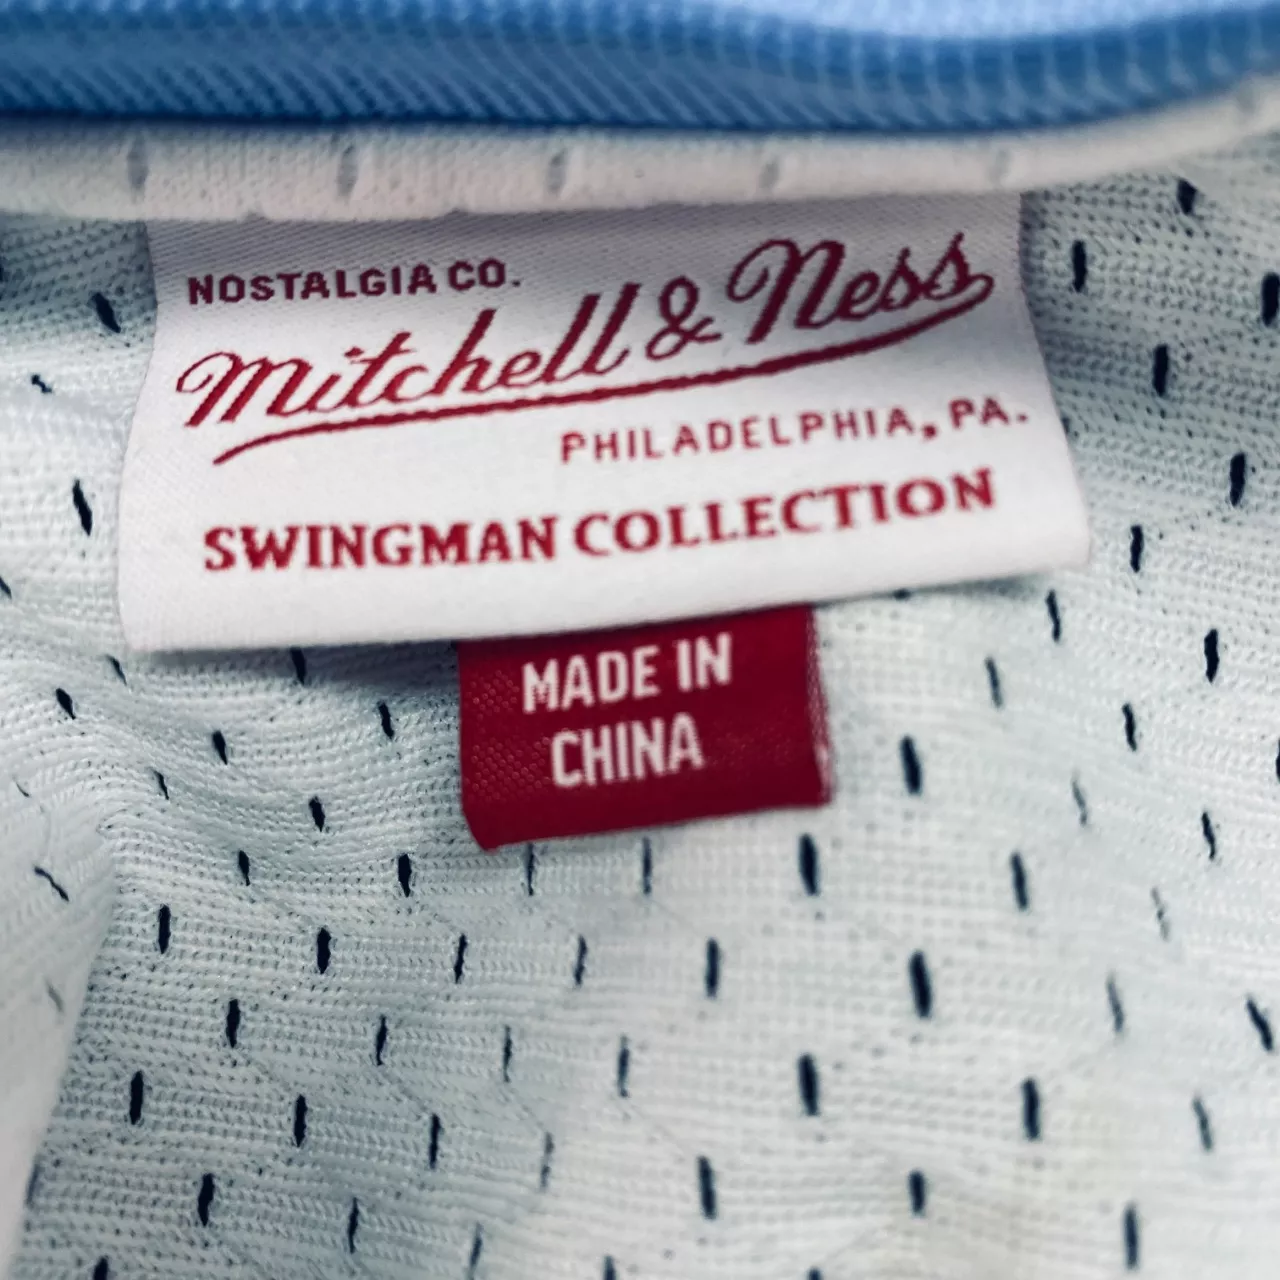 NOSTALGIA CO.
Mitchell & Ness
PHILADELPHIA, PA.
SWINGMAN COLLECTION
MADE IN
CHINA